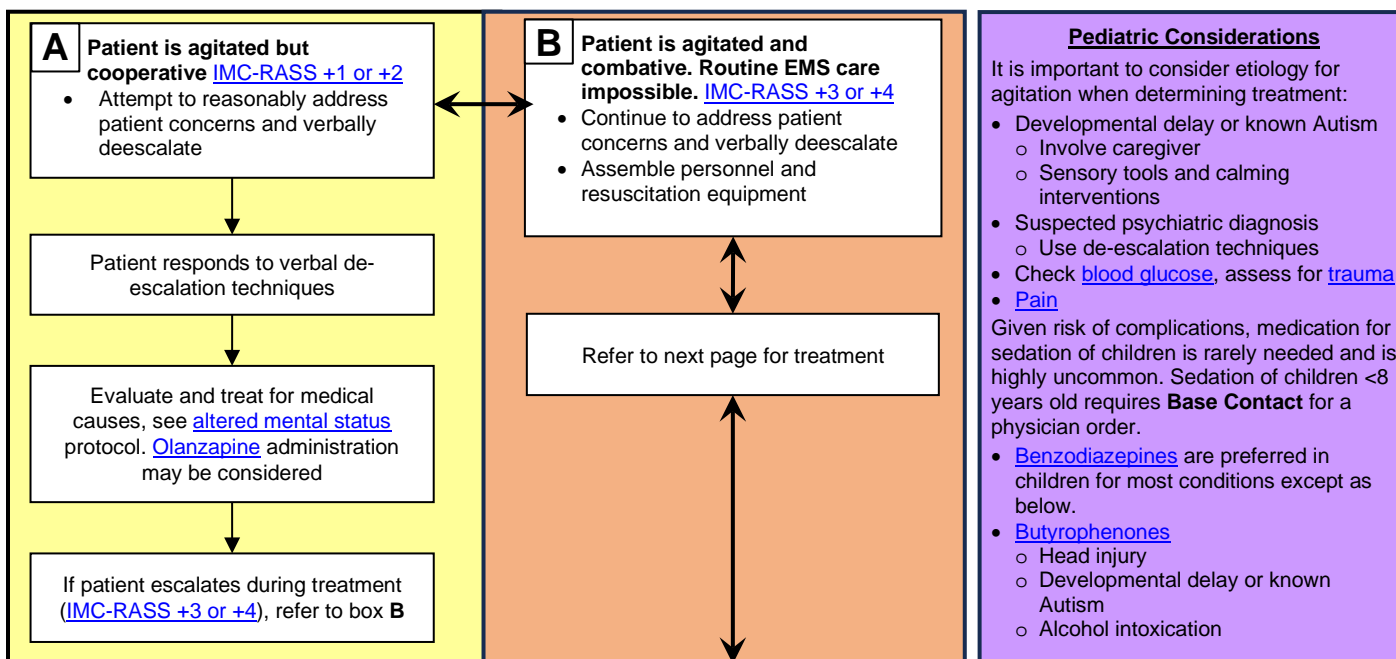 A
Patient is agitated but
cooperative IMC-RASS +1 or +2
• Attempt to reasonably address
patient concerns and verbally
deescalate
Patient responds to verbal de-
escalation techniques
Evaluate and treat for medical
causes, see altered mental status
protocol. Olanzapine administration
may be considered
If patient escalates during treatment
(IMC-RASS +3 or +4), refer to box B
B
Patient is agitated and
combative. Routine EMS care
impossible. IMC-RASS +3 or +4
• Continue to address patient
concerns and verbally deescalate
• Assemble personnel and
resuscitation equipment
Refer to next page for treatment
Pediatric Considerations
It is important to consider etiology for
agitation when determining treatment:
• Developmental delay or known Autism
o Involve caregiver
o Sensory tools and calming
interventions
• Suspected psychiatric diagnosis
o Use de-escalation techniques
• Check blood glucose, assess for trauma
• Pain
Given risk of complications, medication for
sedation of children is rarely needed and is
highly uncommon. Sedation of children <8
years old requires Base Contact for a
physician order.
• Benzodiazepines are preferred in
children for most conditions except as
below.
• Butyrophenones
o Head injury
o Developmental delay or known
Autism
o Alcohol intoxication